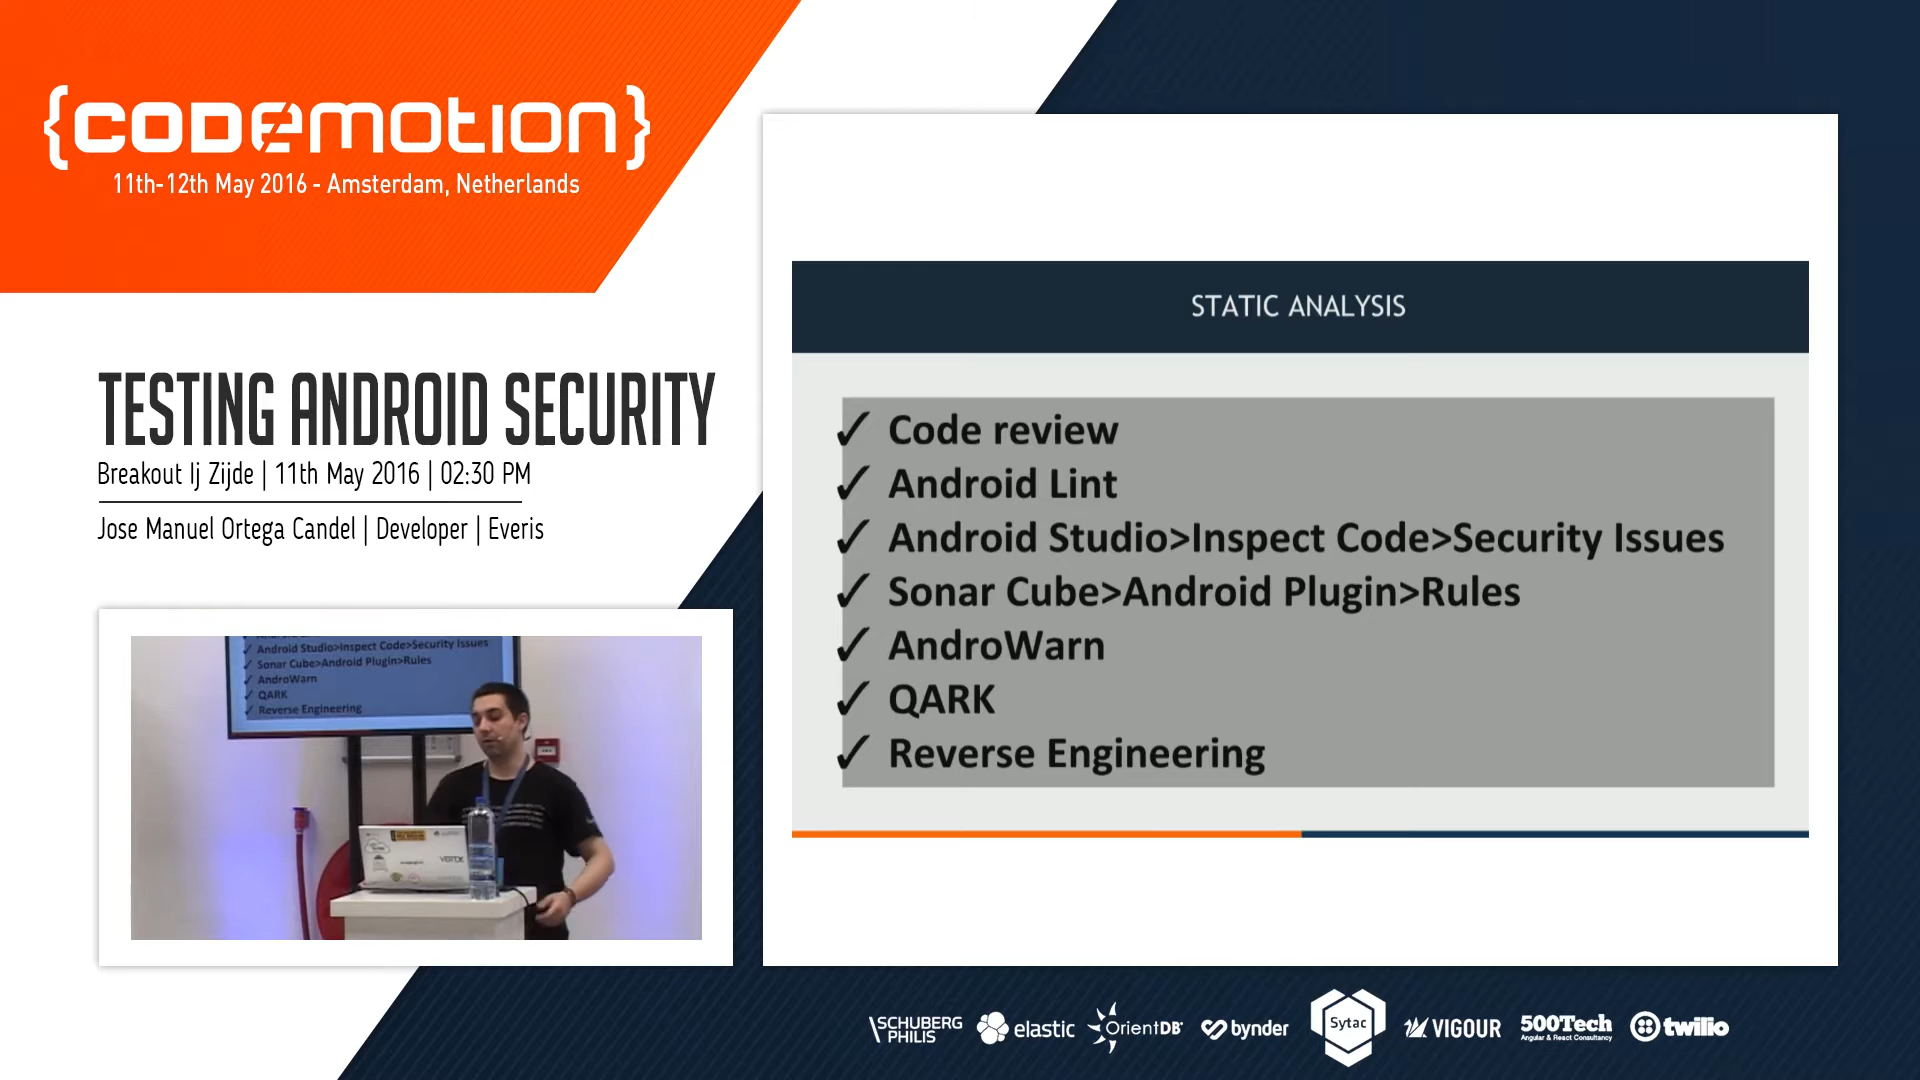 {codemotion}
11th-12th May 2016 - Amsterdam, Netherlands
TESTING ANDROID SECURITY
Breakout Ij Zijde | 11th May 2016 | 02:30 PM
Jose Manuel Ortega Candel | Developer | Everis
STATIC ANALYSIS
✓ Code review
✓ Android Lint
✓ Android Studio>Inspect Code>Security Issues
✓ Sonar Cube>Android Plugin>Rules
✓ AndroWarn
✓ QARK
✓ Reverse Engineering
✓ Android Studio>Inspect Code>Security Issues
✓ Sonar Cube>Android Plugin>Rules
✓ AndroWarn
✓ QARK
✓ Reverse Engineering
SCHUBERG
PHILIS
elastic
OrientDB
bynder
Sytac
VIGOUR
500Tech
Angular & React Consultancy
twilio